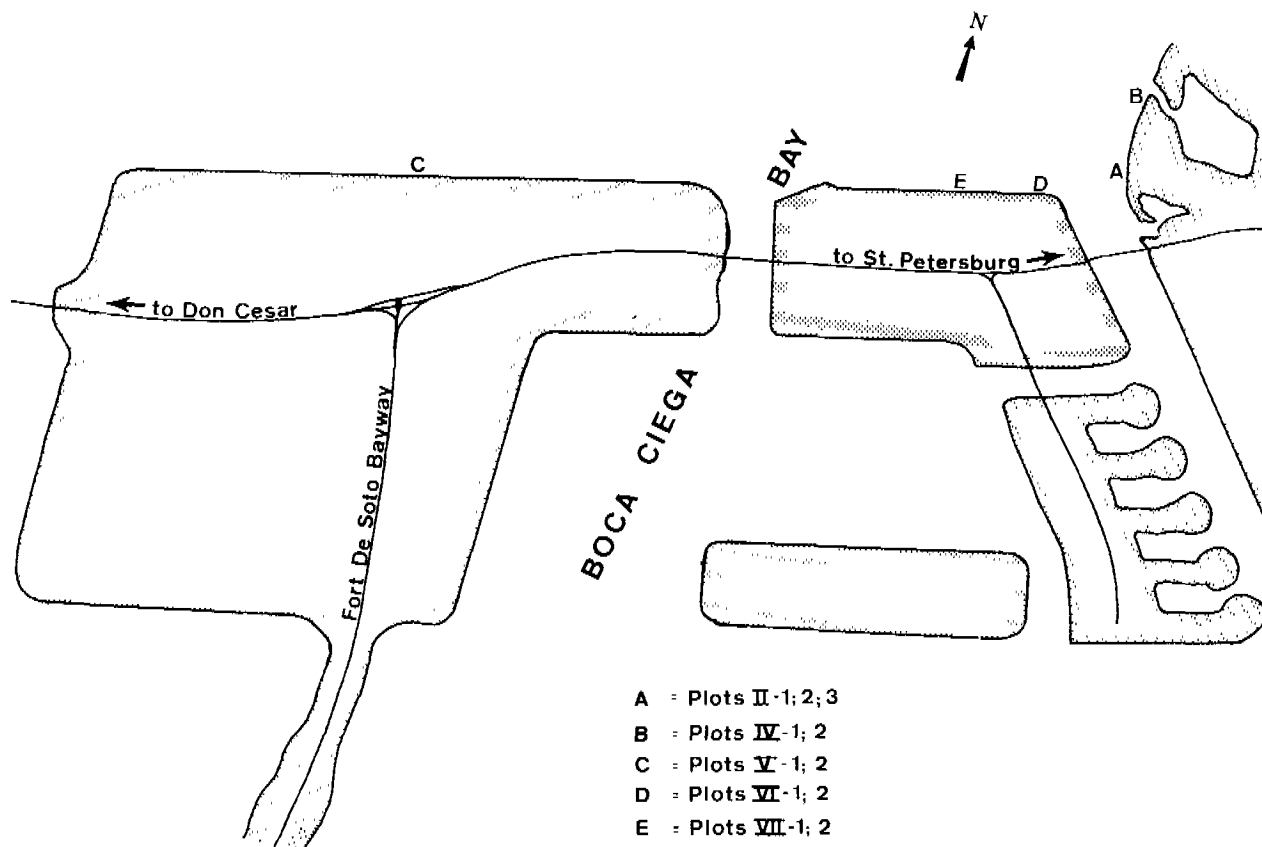 N
B
A
C
BAY
E
D
to St. Petersburg
to Don Cesar
Fort De Soto Bayway
BOCA CIEGA
A = Plots II-1; 2; 3
B = Plots IV-1; 2
C = Plots V-1; 2
D = Plots VI-1; 2
E = Plots VII-1; 2